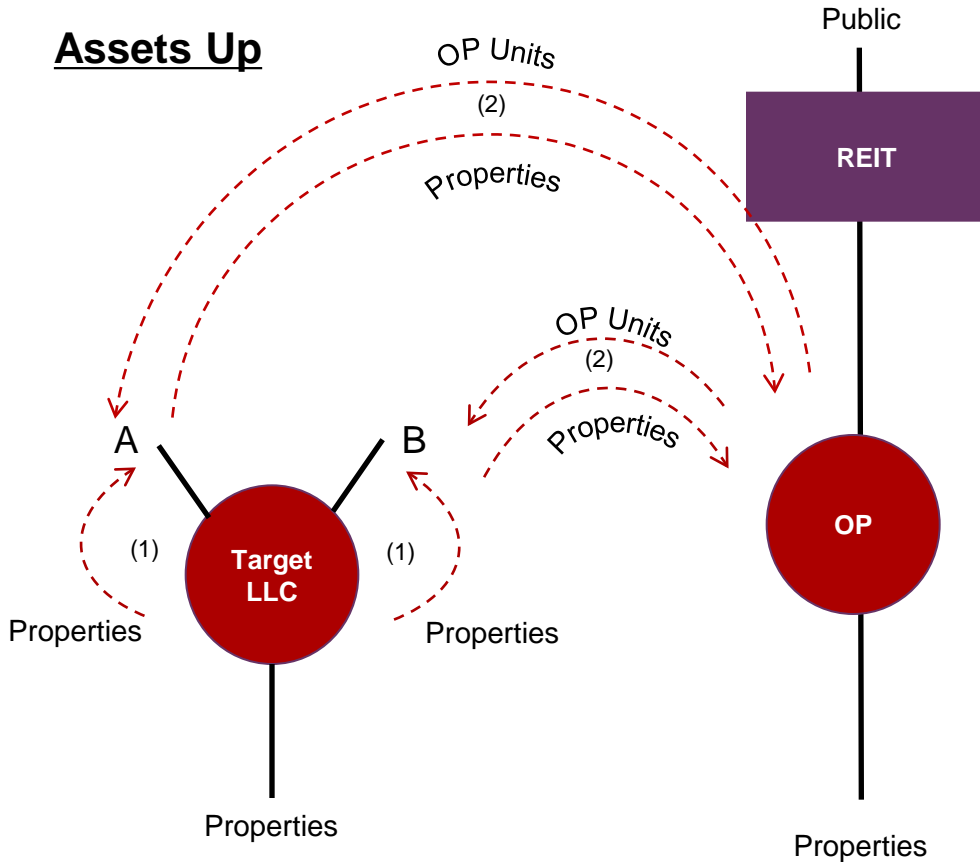 Assets Up
Public
OP Units
(2)
Properties
REIT
OP Units
(2)
Properties
A
B
(1)
Target
LLC
(1)
OP
Properties
Properties
Properties
Properties